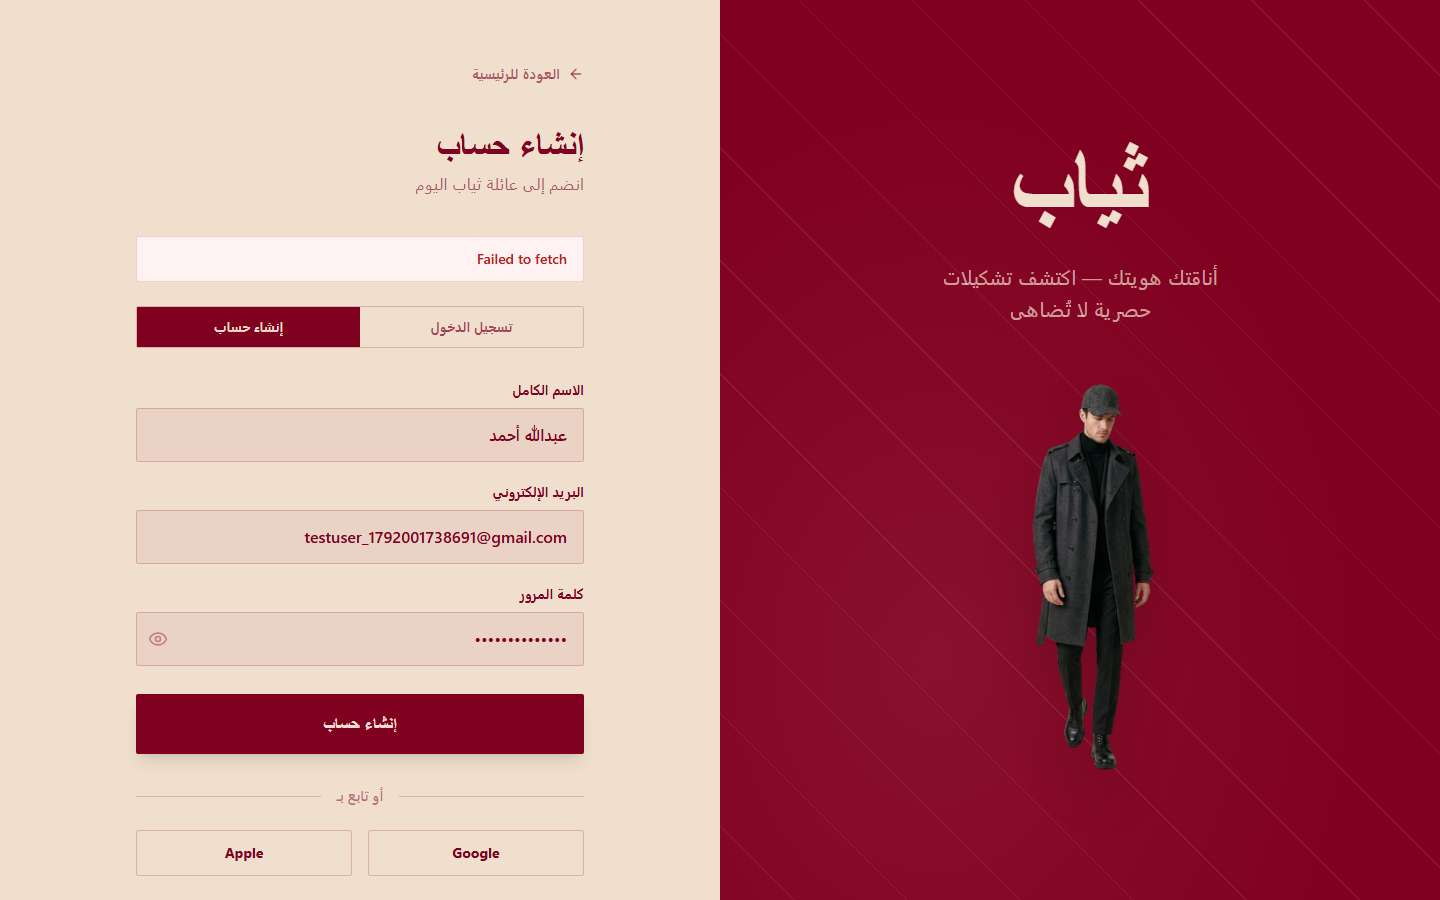 ثياب
أناقتك هويتك — اكتشف تشكيلات
حصرية لا تُضاهى
العودة للرئيسية
إنشاء حساب
انضم إلى عائلة ثياب اليوم
Failed to fetch
تسجيل الدخول
إنشاء حساب
الاسم الكامل
عبدالله أحمد
البريد الإلكتروني
testuser_1792001738691@gmail.com
كلمة المرور
••••••••••••••
إنشاء حساب
أو تابع بـ
Google
Apple